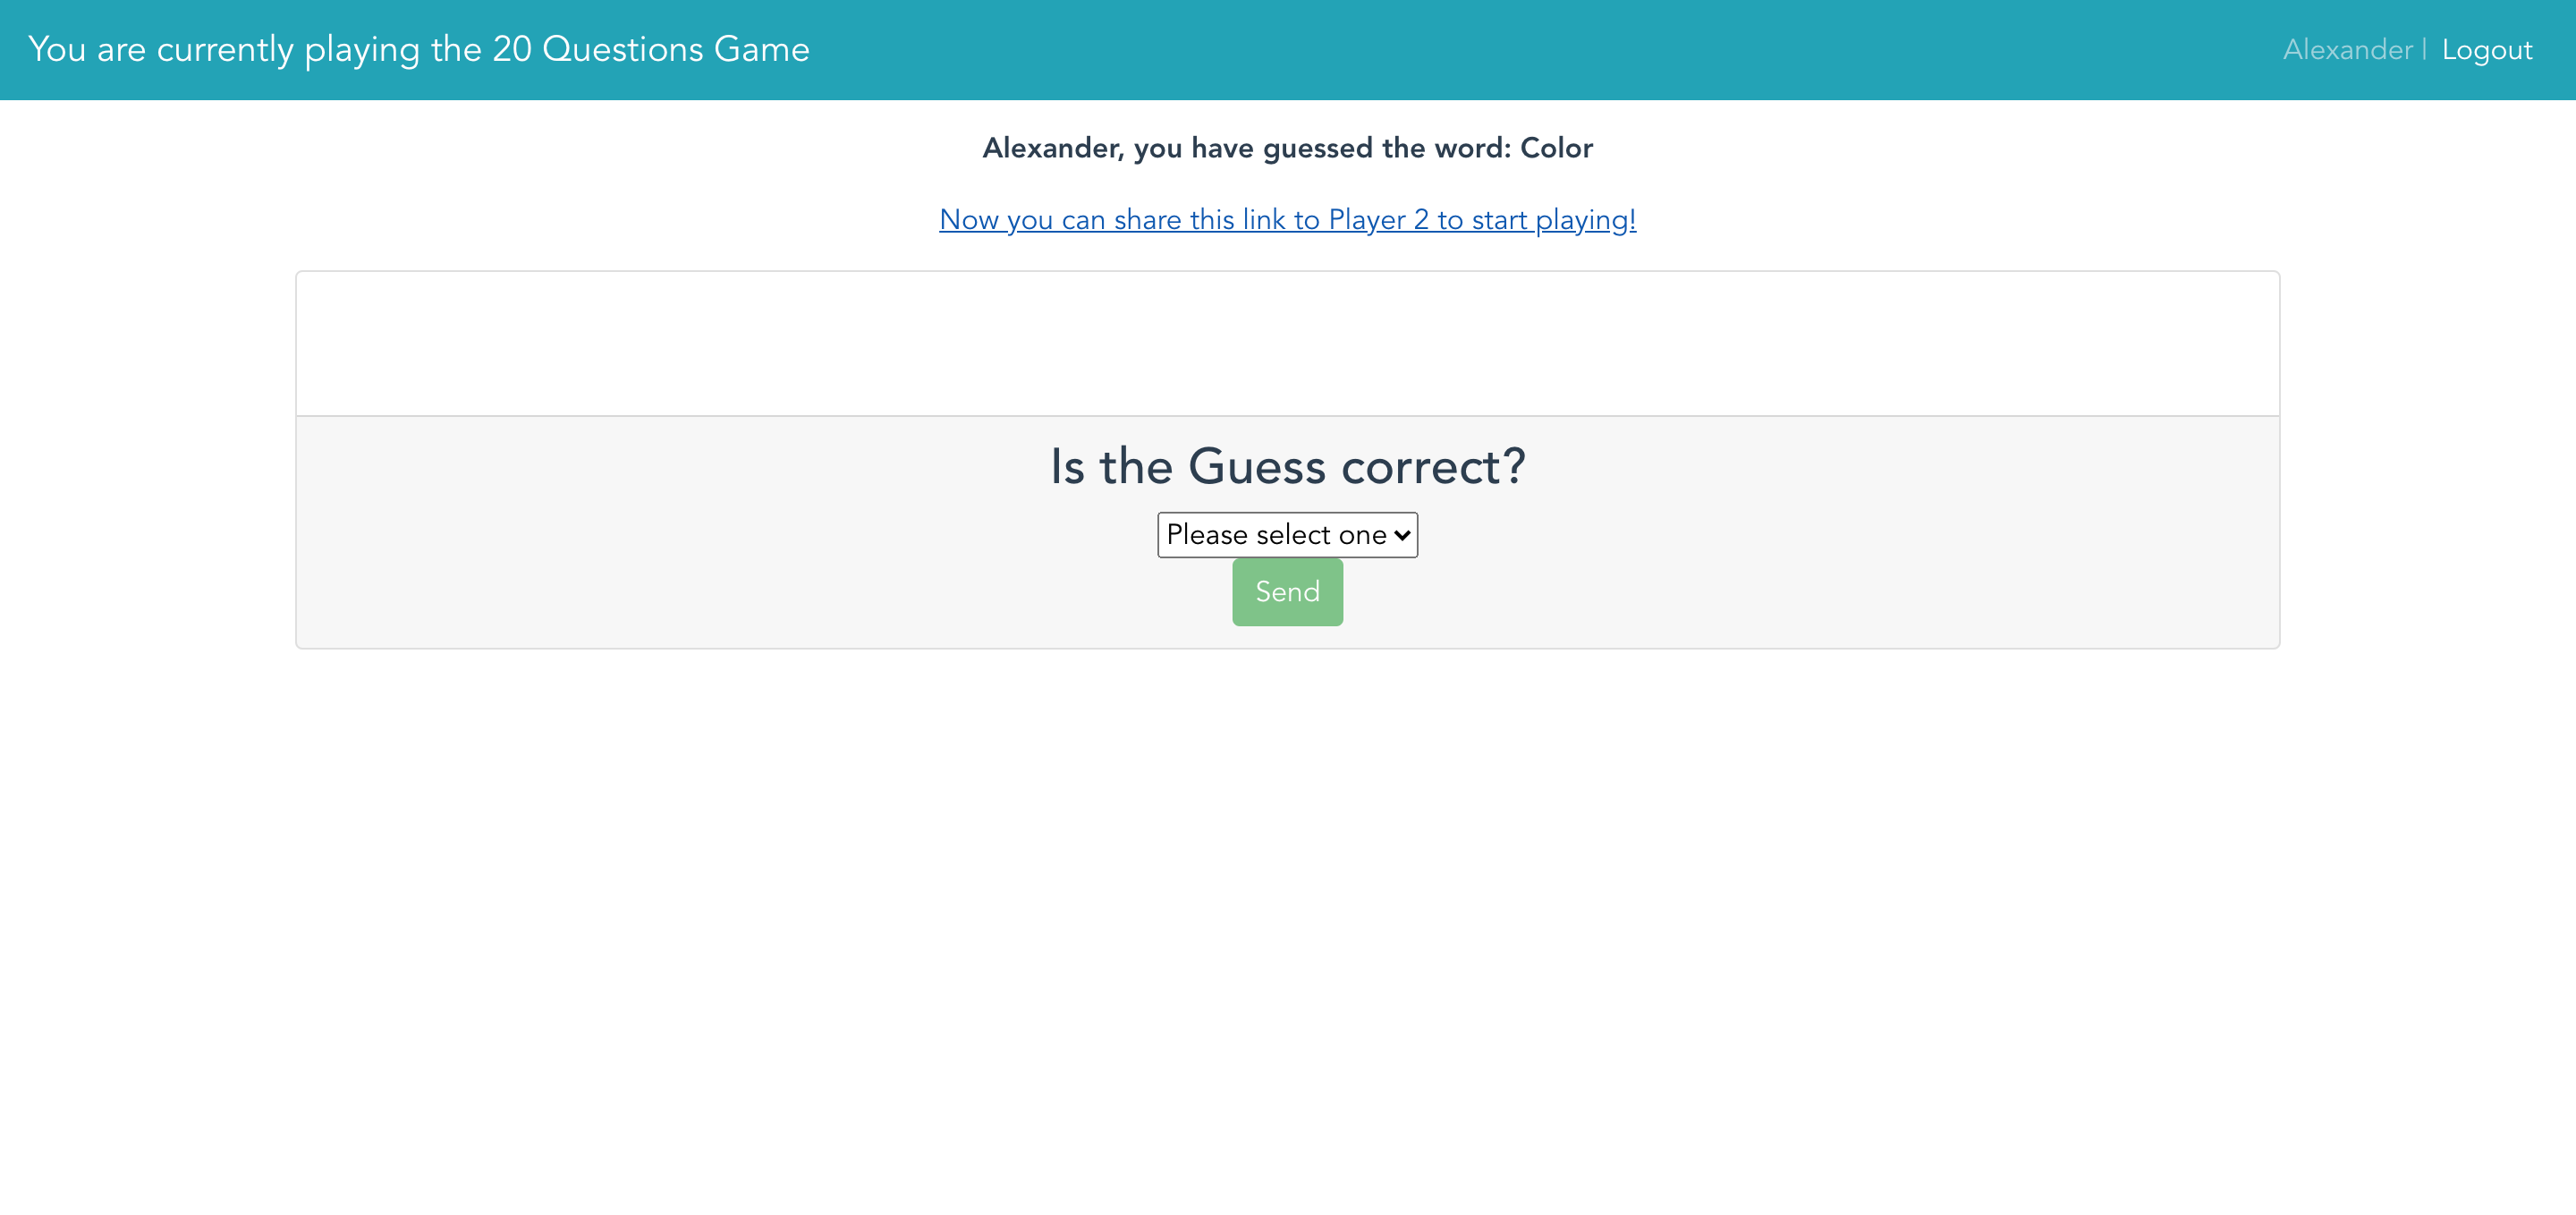 You are currently playing the 20 Questions Game
Alexander | Logout
Alexander, you have guessed the word: Color
Now you can share this link to Player 2 to start playing!
Is the Guess correct?
Please select one
Send